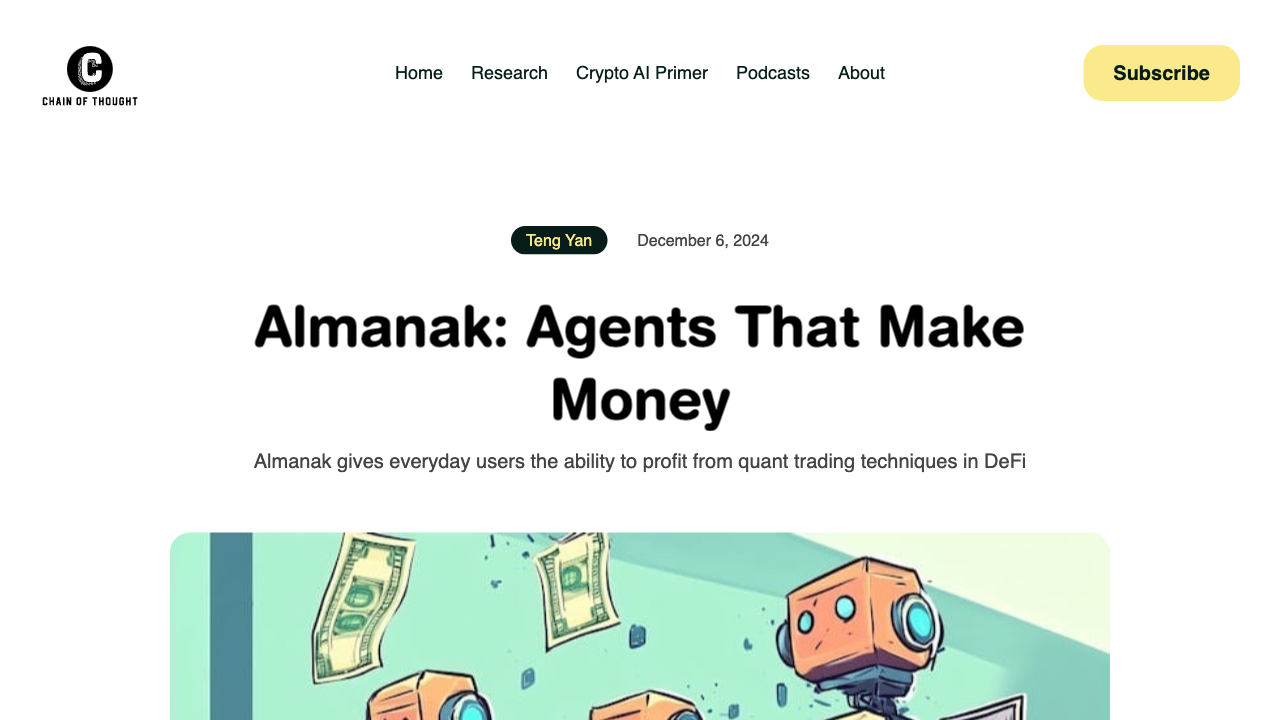 CHAIN OF THOUGHT
Home
Research
Crypto AI Primer
Podcasts
About
Subscribe
Teng Yan
December 6, 2024
Almanak: Agents That Make
Money
Almanak gives everyday users the ability to profit from quant trading techniques in DeFi